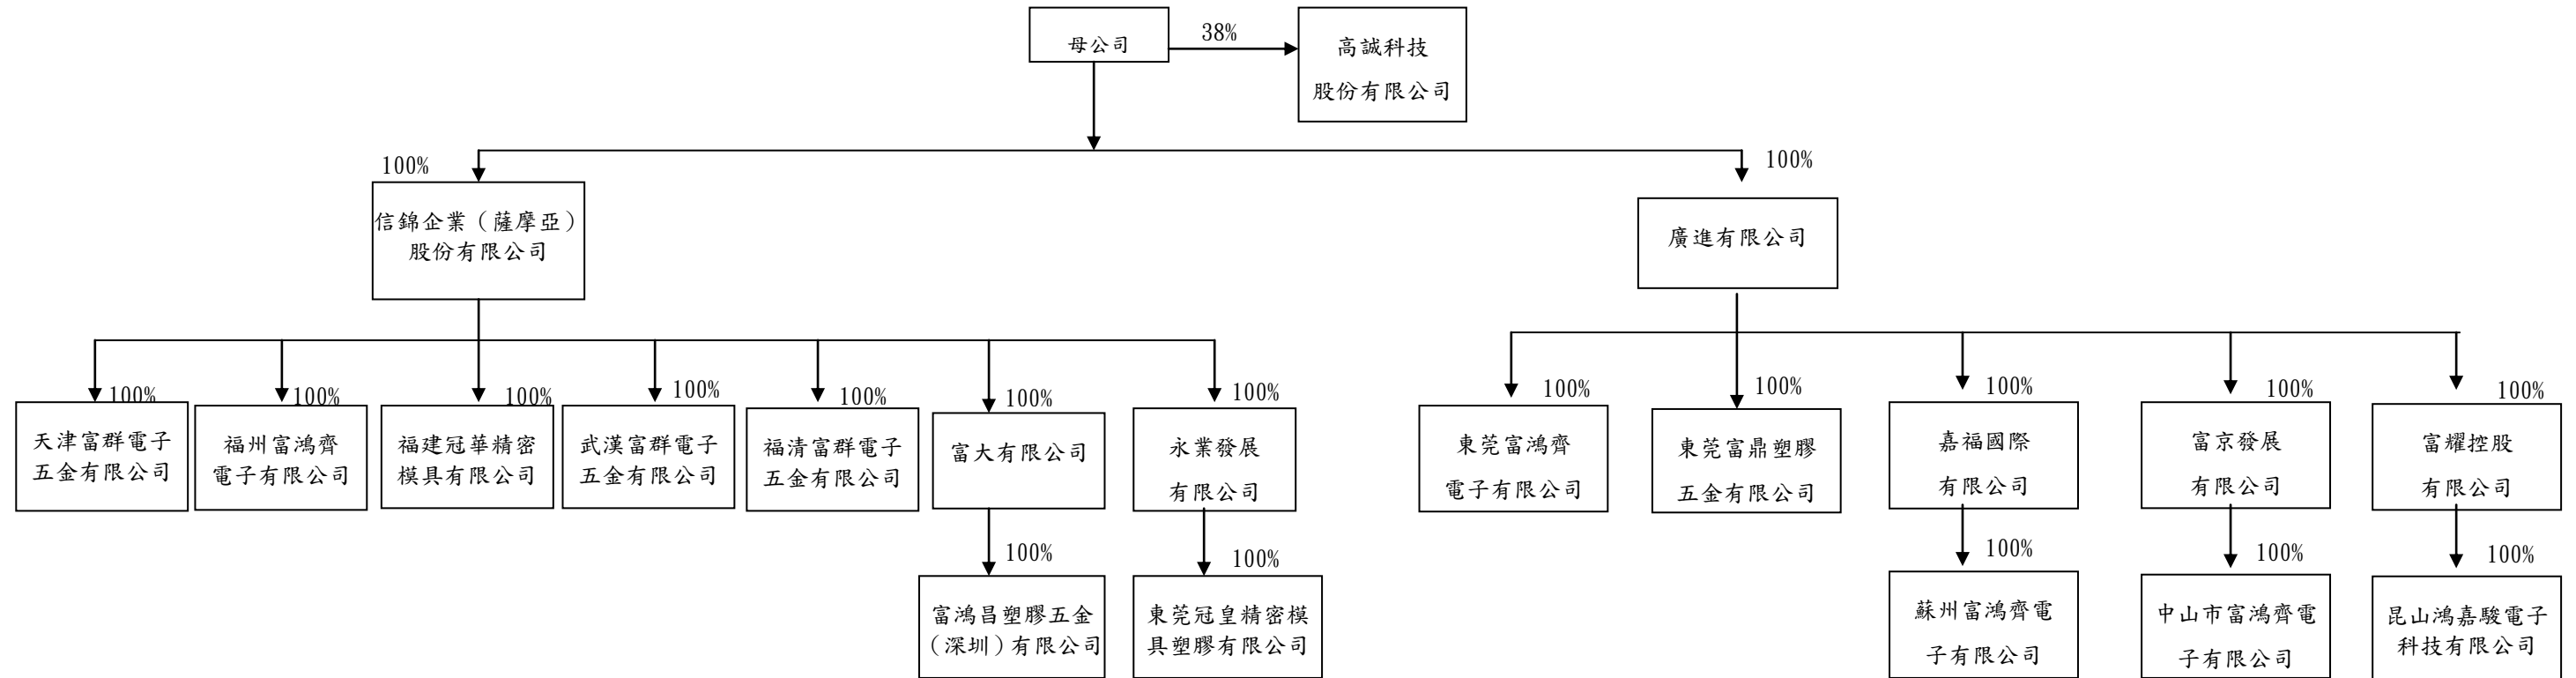 母公司
38%
高誠科技
股份有限公司
100%
100%
信錦企業（薩摩亞）
股份有限公司
廣進有限公司
100%
100%
100%
100%
100%
100%
100%
100%
100%
100%
100%
100%
天津富群電子
五金有限公司
福州富鴻齊
電子有限公司
福建冠華精密
模具有限公司
武漢富群電子
五金有限公司
福清富群電子
五金有限公司
富大有限公司
永業發展
有限公司
東莞富鴻齊
電子有限公司
東莞富鼎塑膠
五金有限公司
嘉福國際
有限公司
富京發展
有限公司
富耀控股
有限公司
100%
100%
100%
100%
100%
富鴻昌塑膠五金
（深圳）有限公司
東莞冠皇精密模
具塑膠有限公司
蘇州富鴻齊電
子有限公司
中山市富鴻齊電
子有限公司
昆山鴻嘉駿電子
科技有限公司